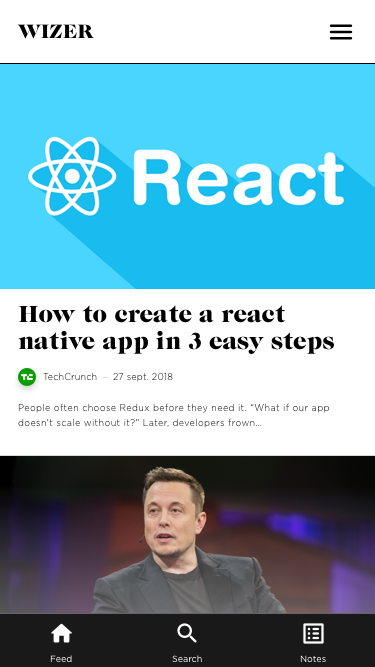 WIZER
React
How to create a react
native app in 3 easy steps
TechCrunch — 27 sept. 2018
People often choose Redux before they need it. “What if our app
doesn’t scale without it?” Later, developers frown...
Feed Search Notes